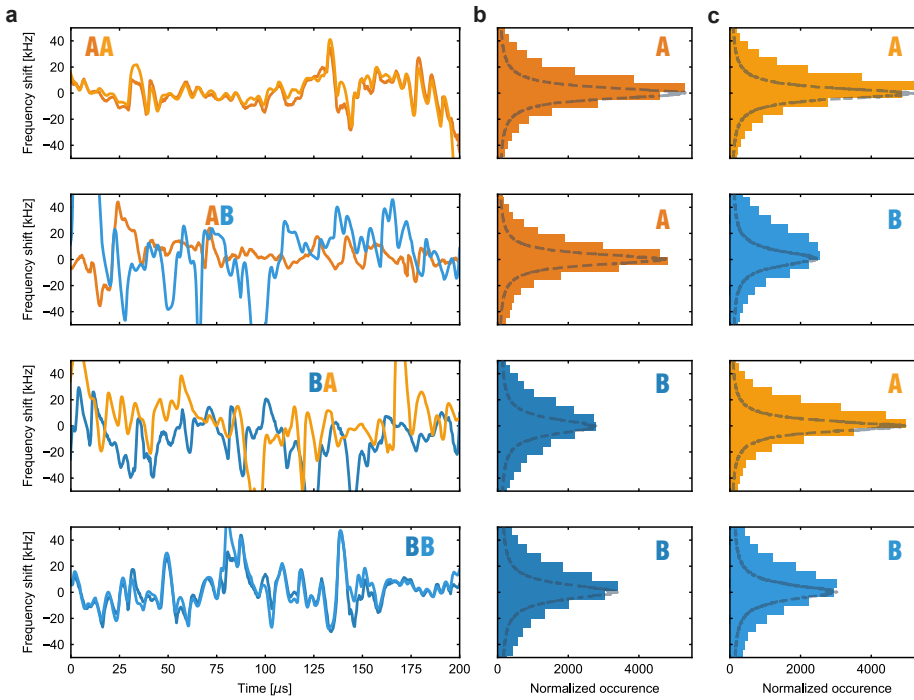 a
b
c
Frequency shift [kHz]
40
20
0
−20
−40
AA
A
A
Frequency shift [kHz]
40
20
0
−20
−40
AB
A
B
Frequency shift [kHz]
40
20
0
−20
−40
BA
B
A
Frequency shift [kHz]
40
20
0
−20
−40
BB
B
B
0 25 50 75 100 125 150 175 200
0 2000 4000
0 2000 4000
Time [μs]
Normalized occurence
Normalized occurence